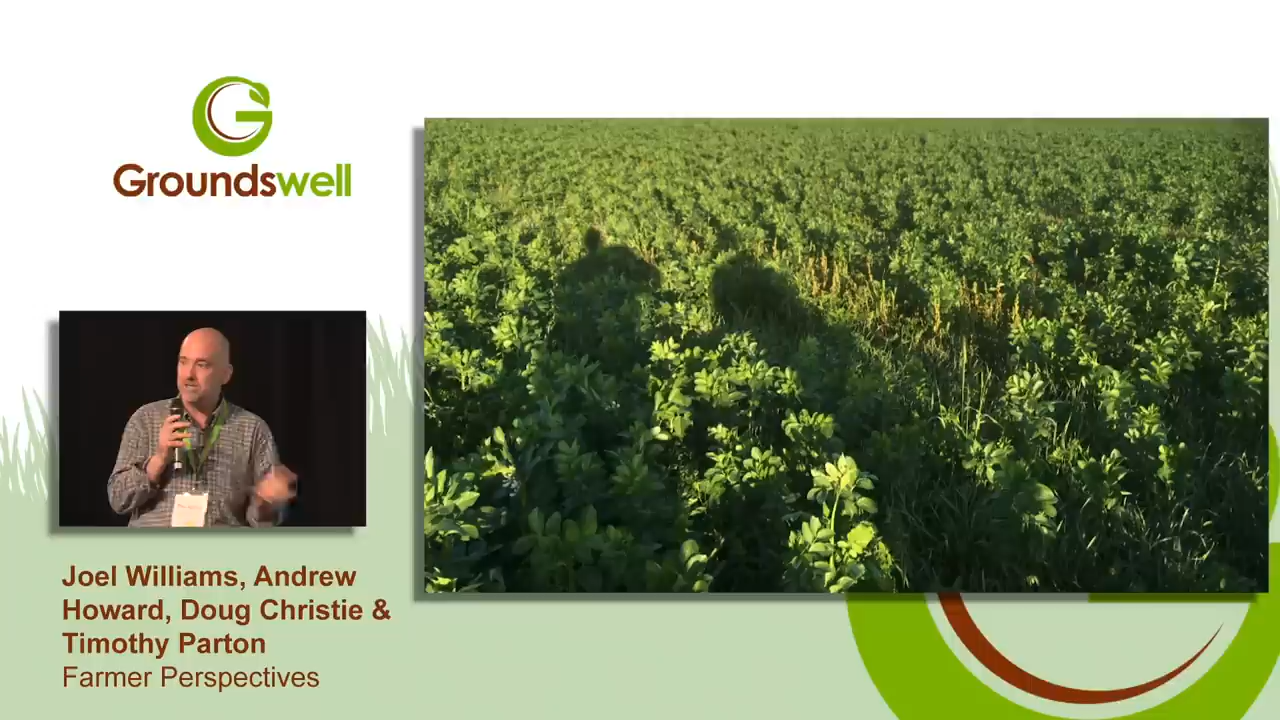 Groundswell
Joel Williams, Andrew
Howard, Doug Christie &
Timothy Parton
Farmer Perspectives